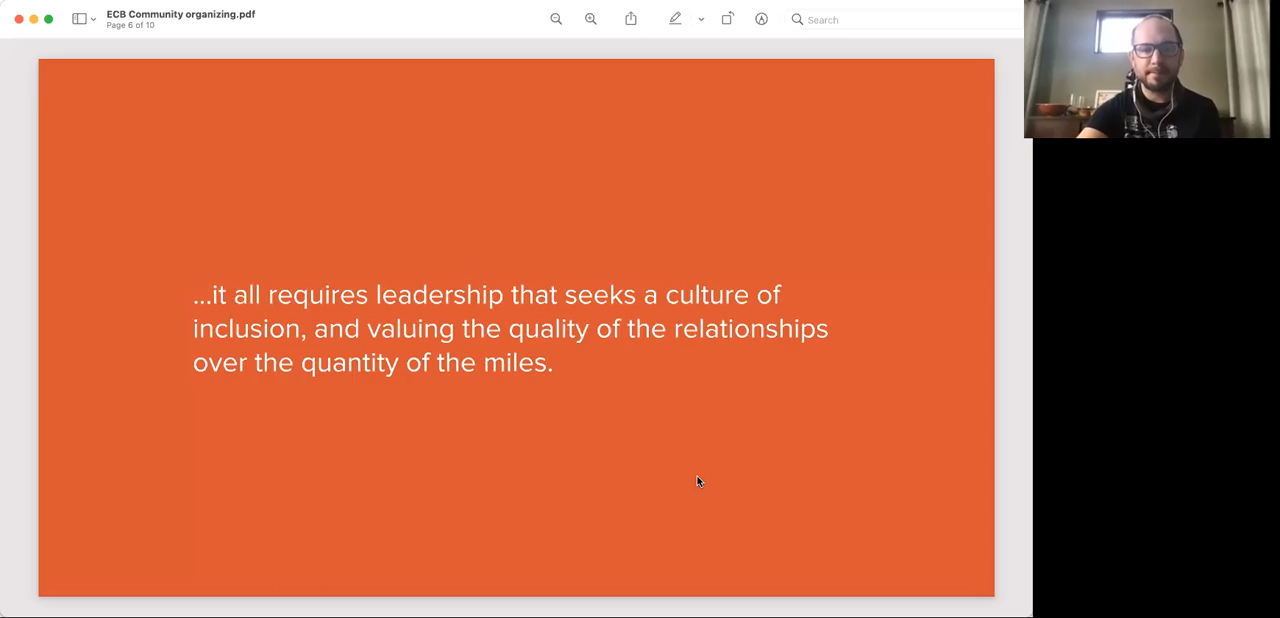 ECB Community organizing.pdf
Page 6 of 10
Search
...it all requires leadership that seeks a culture of
inclusion, and valuing the quality of the relationships
over the quantity of the miles.